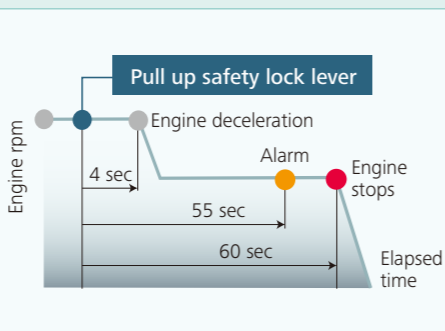 Pull up safety lock lever
Engine rpm
Engine deceleration
4 sec
Alarm
Engine
stops
55 sec
60 sec
Elapsed
time